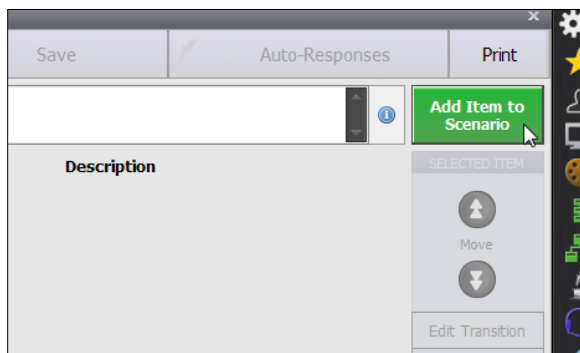 Save
Auto-Responses
Print
Add Item to
Scenario
Description
SELECTED ITEM
Move
Edit Transition